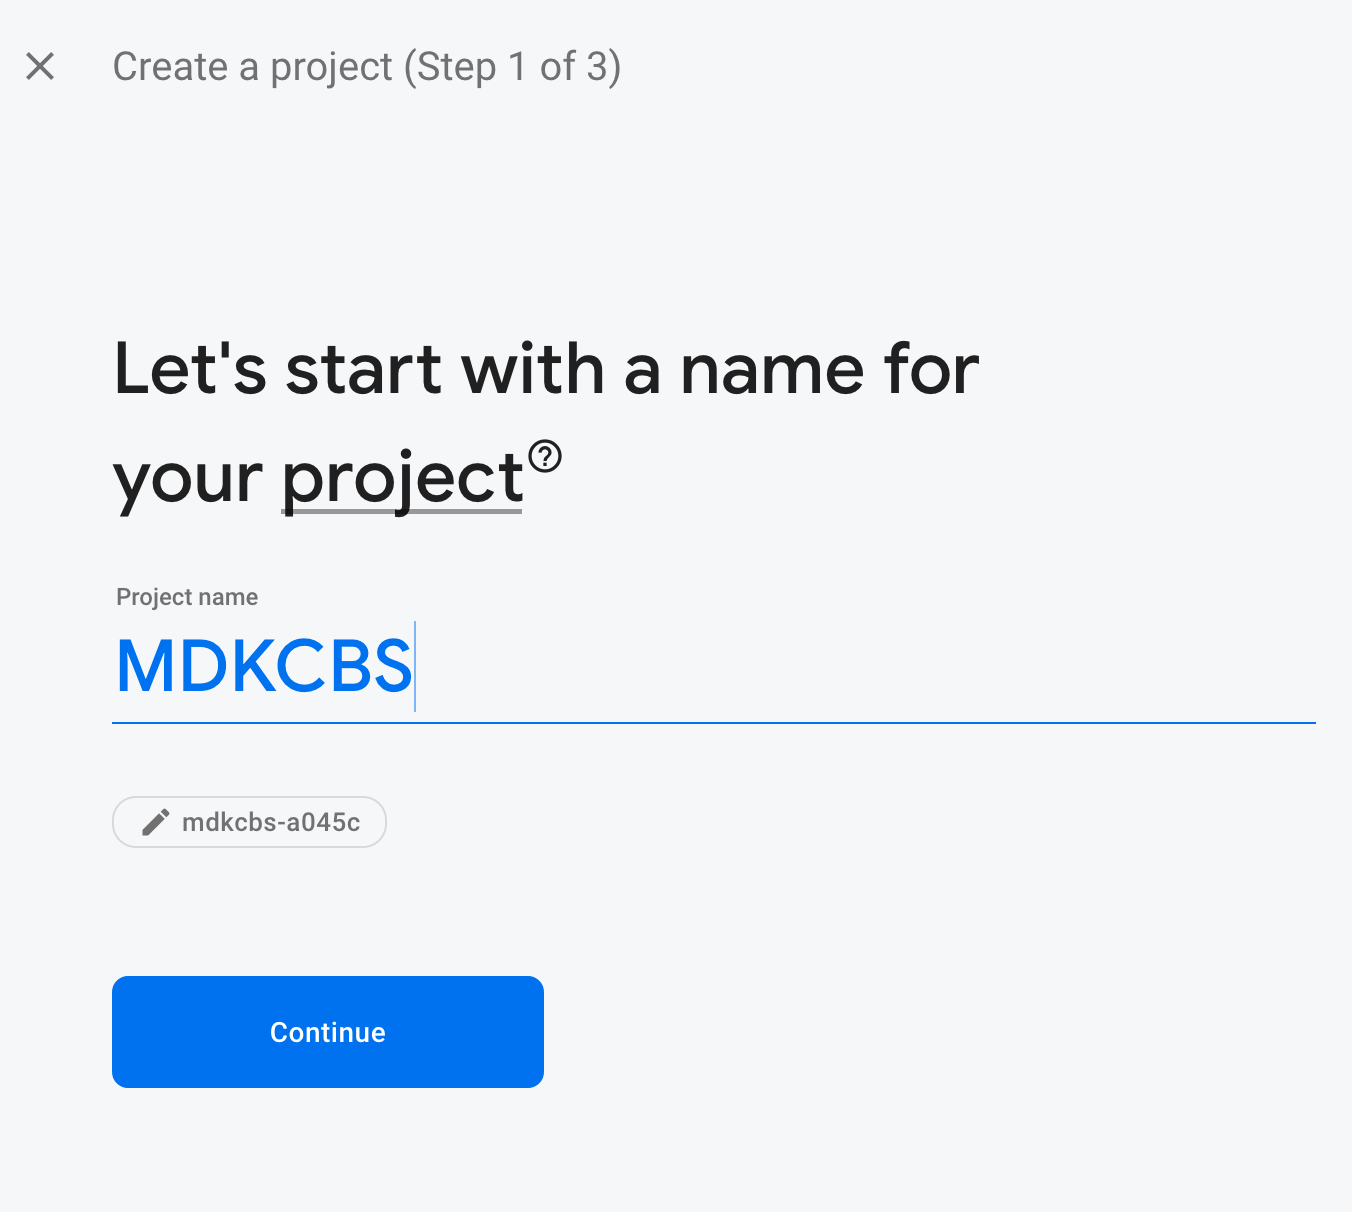 Create a project (Step 1 of 3)
Let's start with a name for
your project
Project name
MDKCBS
mdkcbs-a045c
Continue